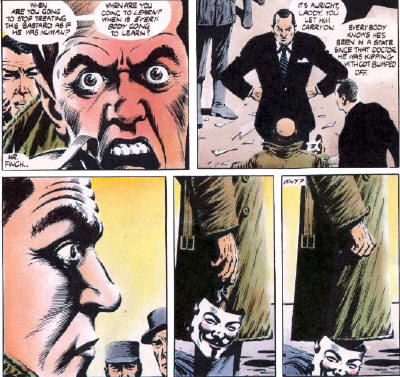 WHEN
ARE YOU GOING
TO STOP TREATING
THIS BASTARD AS IF
HE WAS HUMAN?
WHEN ARE YOU
GOING TO LEARN?
WHEN IS EVERY-
BODY GOING
TO LEARN?
MR.
FINCH..
IT'S ALRIGHT,
LADDY. YOU
LET HIM
CARRY ON.
EVERYBODY
KNOWS HE'S
BEEN IN A STATE
SINCE THAT DOCTOR
HE WAS KIPPING
WITH GOT BUMPED
OFF.
WHY?